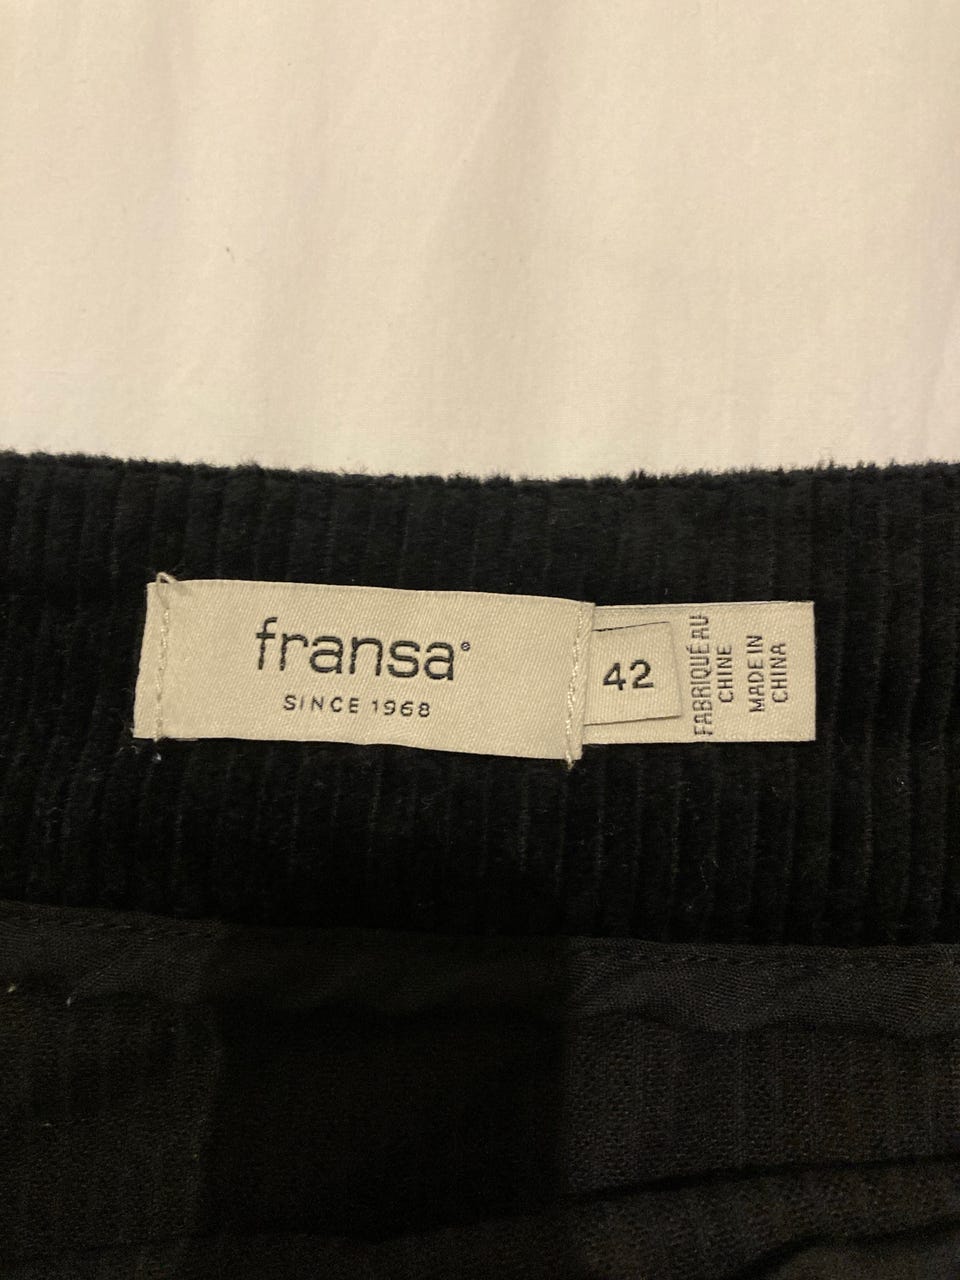 fransa®
SINCE 1968
42
FABRIQUÉ AU
CHINE
MADE IN
CHINA